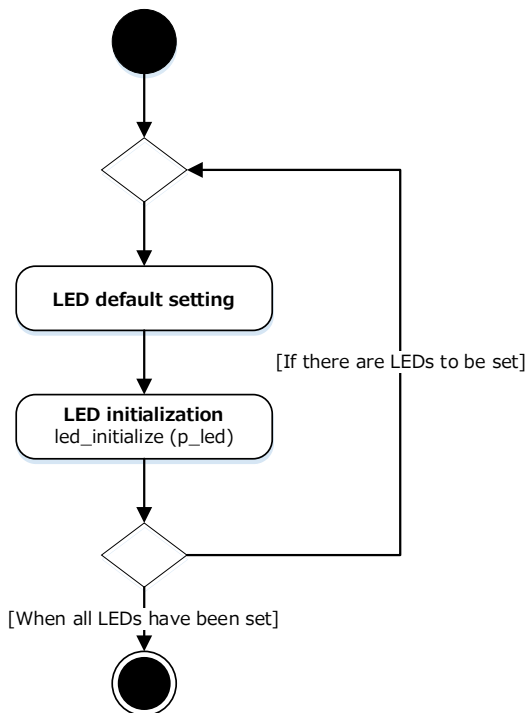 LED default setting
[If there are LEDs to be set]
LED initialization
led_initialize (p_led)
[When all LEDs have been set]